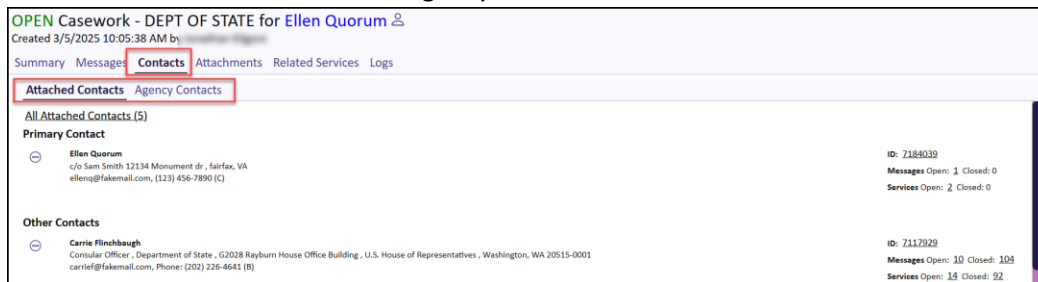 OPEN Casework - DEPT OF STATE for Ellen Quorum
Created 3/5/2025 10:05:38 AM by
Summary Messages Contacts Attachments Related Services Logs
Attached Contacts Agency Contacts
All Attached Contacts (5)
Primary Contact
Ellen Quorum
c/o Sam Smith 12134 Monument dr , fairfax, VA
ellenq@fakemail.com, (123) 456-7890 (C)
ID: 7184039
Messages Open: 1 Closed: 0
Services Open: 2 Closed: 0
Other Contacts
Carrie Flinchbaugh
Consular Officer , Department of State , G2028 Rayburn House Office Building , U.S. House of Representatives , Washington, WA 20515-0001
carrief@fakemail.com, Phone: (202) 226-4641 (B)
ID: 7117929
Messages Open: 10 Closed: 104
Services Open: 14 Closed: 92